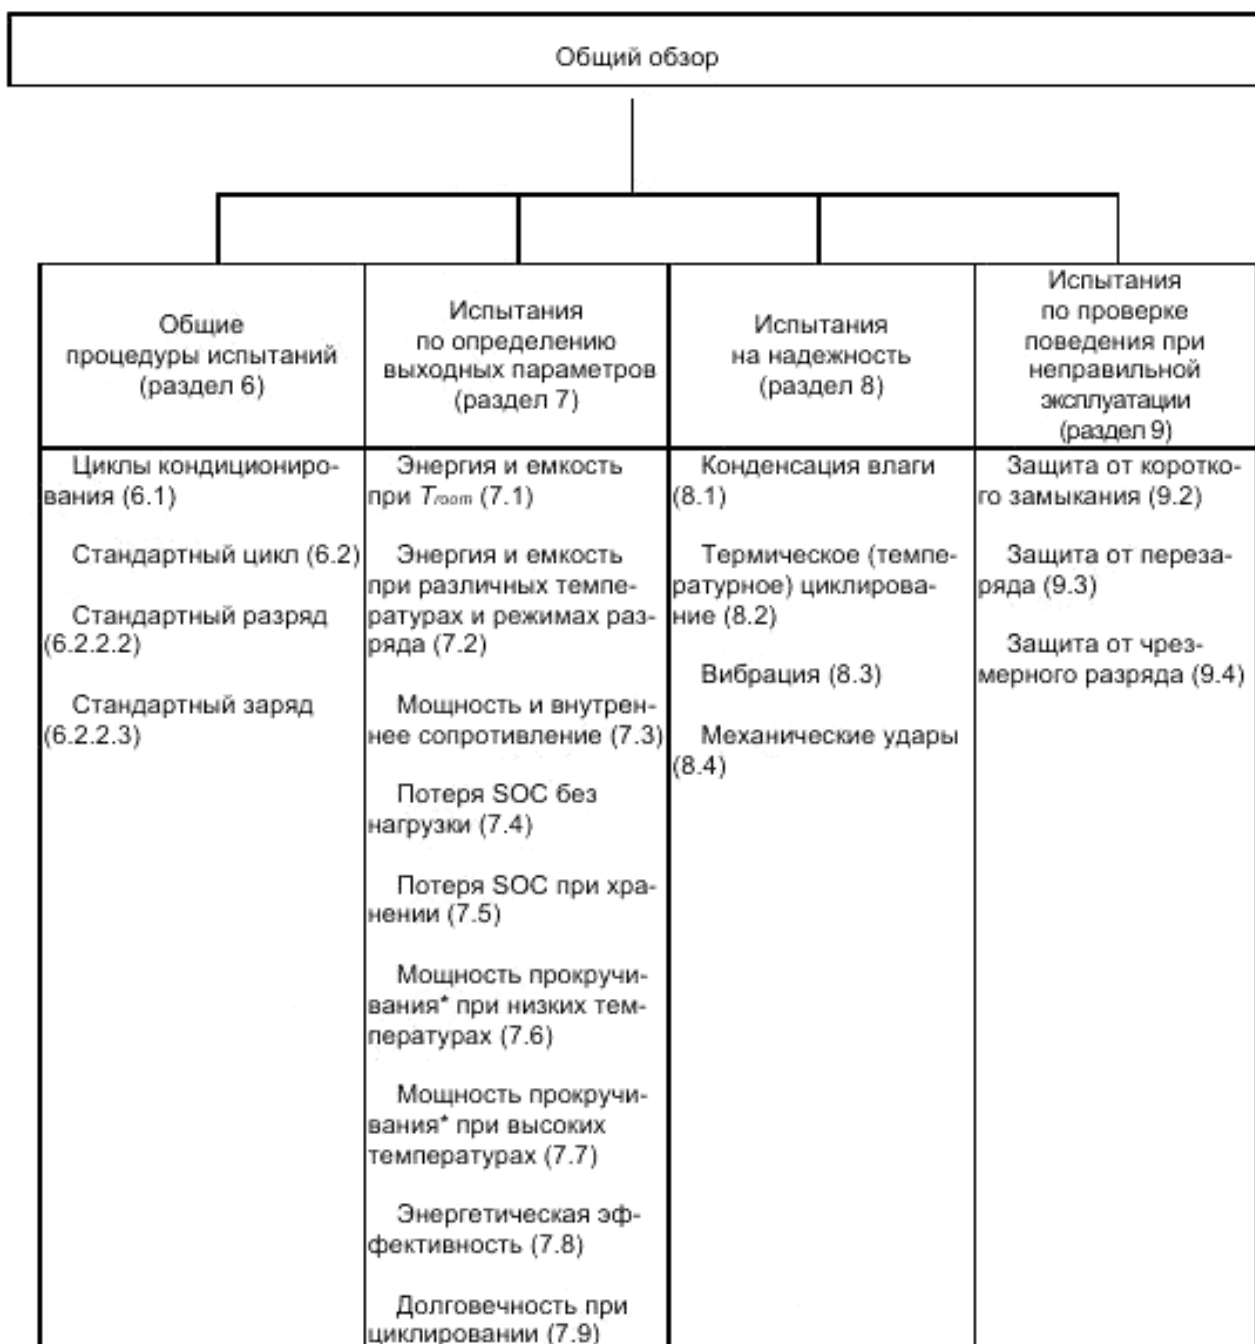 Общий обзор
Общие
процедуры испытаний
(раздел 6)
Испытания
по определению
выходных параметров
(раздел 7)
Испытания
на надежность
(раздел 8)
Испытания
по проверке
поведения при
неправильной
эксплуатации
(раздел 9)
Циклы кондициониро-
вания (6.1)
Стандартный цикл (6.2)
Стандартный разряд
(6.2.2.2)
Стандартный заряд
(6.2.2.3)
Энергия и емкость
при Troom (7.1)
Энергия и емкость
при различных темпе-
ратурах и режимах раз-
ряда (7.2)
Мощность и внутрен-
нее сопротивление (7.3)
Потеря SOC без
нагрузки (7.4)
Потеря SOC при хра-
нении (7.5)
Мощность прокручи-
вания* при низких тем-
пературах (7.6)
Мощность прокручи-
вания* при высоких
температурах (7.7)
Энергетическая эф-
фективность (7.8)
Долговечность при
циклировании (7.9)
Конденсация влаги
(8.1)
Термическое (темпе-
ратурное) циклирова-
ние (8.2)
Вибрация (8.3)
Механические удары
(8.4)
Защита от коротко-
го замыкания (9.2)
Защита от переза-
ряда (9.3)
Защита от чрез-
мерного разряда (9.4)